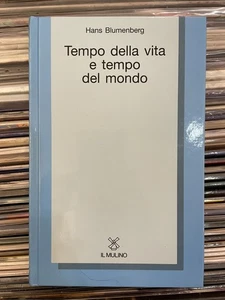 Hans Blumenberg
Tempo della vita
e tempo
del mondo
IL MULINO